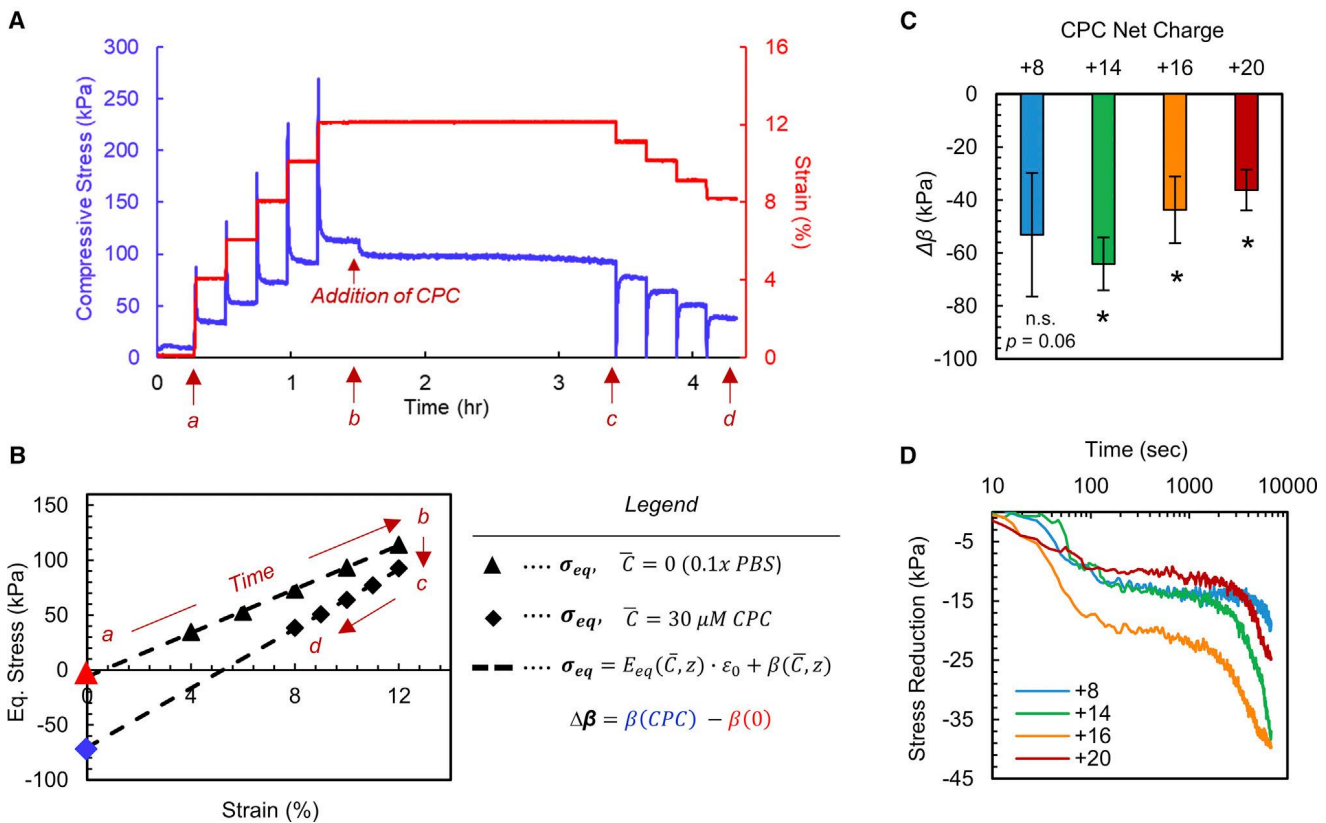 A
Compressive Stress (kPa)
300
250
200
150
100
50
0
16
12
8
4
0
Strain (%)
Addition of CPC
0
1
2
3
4
Time (hr)
a
b
c
d
B
Eq. Stress (kPa)
150
100
50
0
-50
-100
0
4
8
12
Strain (%)
a
Time
b
c
d
Legend
σeq, C̅ = 0 (0.1x PBS)
σeq, C̅ = 30 μM CPC
σeq = Eeq(C̅, z) · ε0 + β(C̅, z)
Δβ = β(CPC) − β(0)
C
CPC Net Charge
+8 +14 +16 +20
Δβ (kPa)
0
-20
-40
-60
-80
-100
n.s.
p = 0.06
*
*
*
D
Time (sec)
10 100 1000 10000
Stress Reduction (kPa)
-5
-15
-25
-35
-45
+8
+14
+16
+20